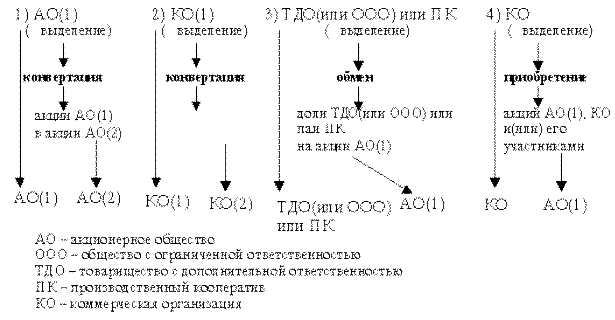 1) АО(1) 2) КО(1) 3) ТДО(или ООО) или ПК 4) КО
( выделение) ( выделение) ( выделение) ( выделение)
конвертация конвертация обмен приобретение
акции АО(1)
в акции АО(2)
доли ТДО(или ООО) или
паи ПК
на акции АО(1)
акций АО(1), КО
и(или) его
участниками
АО(1) АО(2) КО(1) КО(2) ТДО(или ООО)
или ПК
АО(1) КО АО(1)
АО – акционерное общество
ООО – общество с ограниченной ответственностью
ТДО – товарищество с дополнительной ответственностью
ПК – производственный кооператив
КО – коммерческая организация